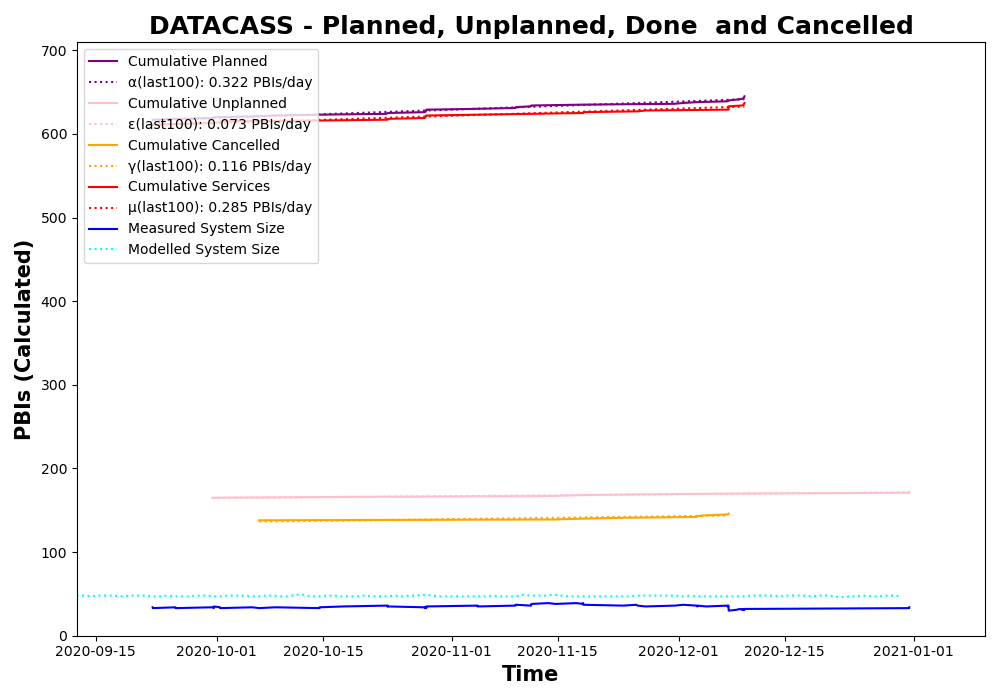 DATACASS - Planned, Unplanned, Done  and Cancelled
PBIs (Calculated)
700
600
500
400
300
200
100
0
Cumulative Planned
α(last100): 0.322 PBIs/day
Cumulative Unplanned
ε(last100): 0.073 PBIs/day
Cumulative Cancelled
γ(last100): 0.116 PBIs/day
Cumulative Services
μ(last100): 0.285 PBIs/day
Measured System Size
Modelled System Size
2020-09-15 2020-10-01 2020-10-15 2020-11-01 2020-11-15 2020-12-01 2020-12-15 2021-01-01
Time